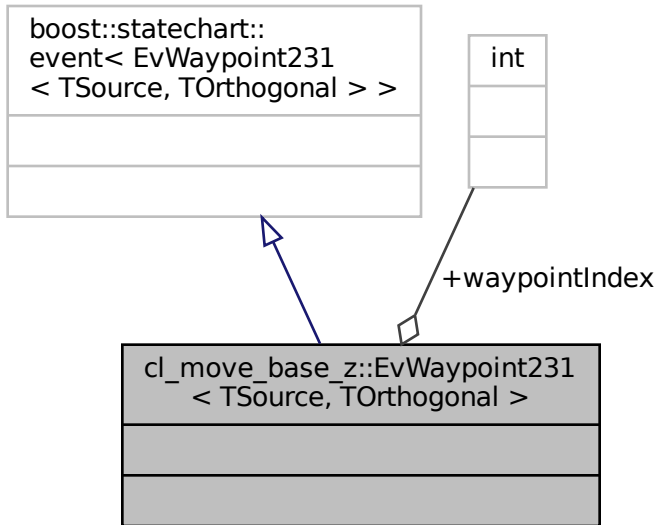 boost::statechart::
event< EvWaypoint231
< TSource, TOrthogonal > >
int
+waypointIndex
cl_move_base_z::EvWaypoint231
< TSource, TOrthogonal >